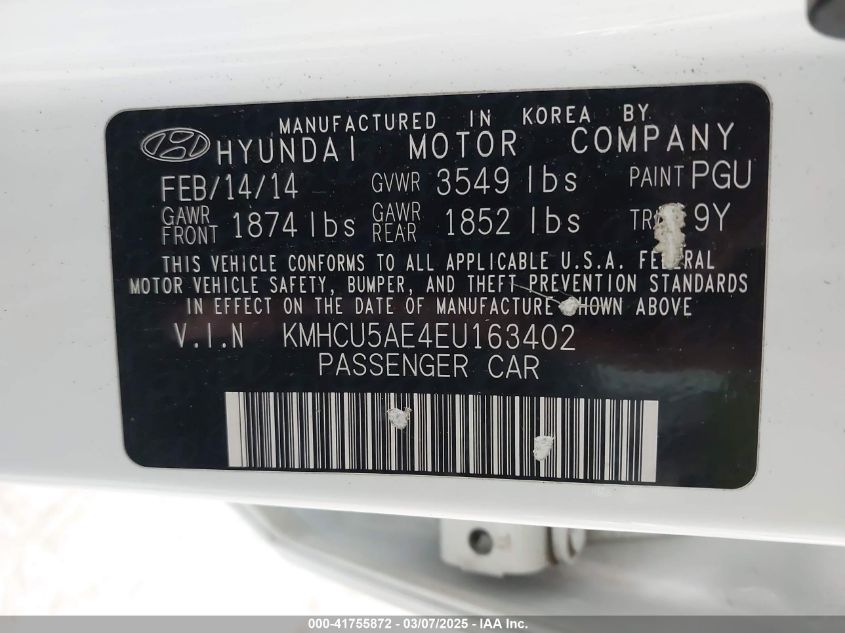 MANUFACTURED IN KOREA BY
HYUNDAI MOTOR COMPANY
FEB/14/14 GVWR 3549 lbs PAINT PGU
GAWR FRONT 1874 lbs GAWR REAR 1852 lbs 9Y
THIS VEHICLE CONFORMS TO ALL APPLICABLE U.S.A.
MOTOR VEHICLE SAFETY, BUMPER, AND THEFT PREVENTION STANDARDS
IN EFFECT ON THE DATE OF MANUFACTURE SHOWN ABOVE
V.I.N KMHCU5AE4EU163402
PASSENGER CAR
000-41755872 — 03/07/2025 — IAA Inc.